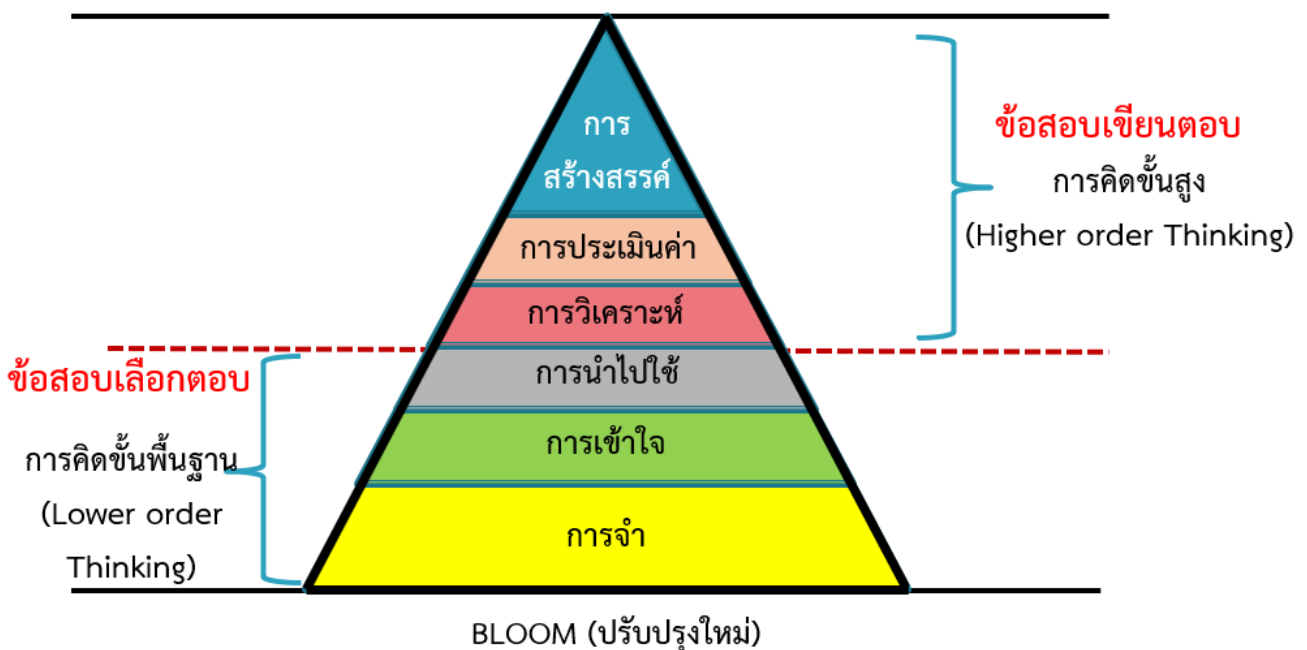 การ
สร้างสรรค์
การประเมินค่า
การวิเคราะห์
การนำไปใช้
การเข้าใจ
การจำ
ข้อสอบเขียนตอบ
การคิดขั้นสูง
(Higher order Thinking)
ข้อสอบเลือกตอบ
การคิดขั้นพื้นฐาน
(Lower order
Thinking)
BLOOM (ปรับปรุงใหม่)